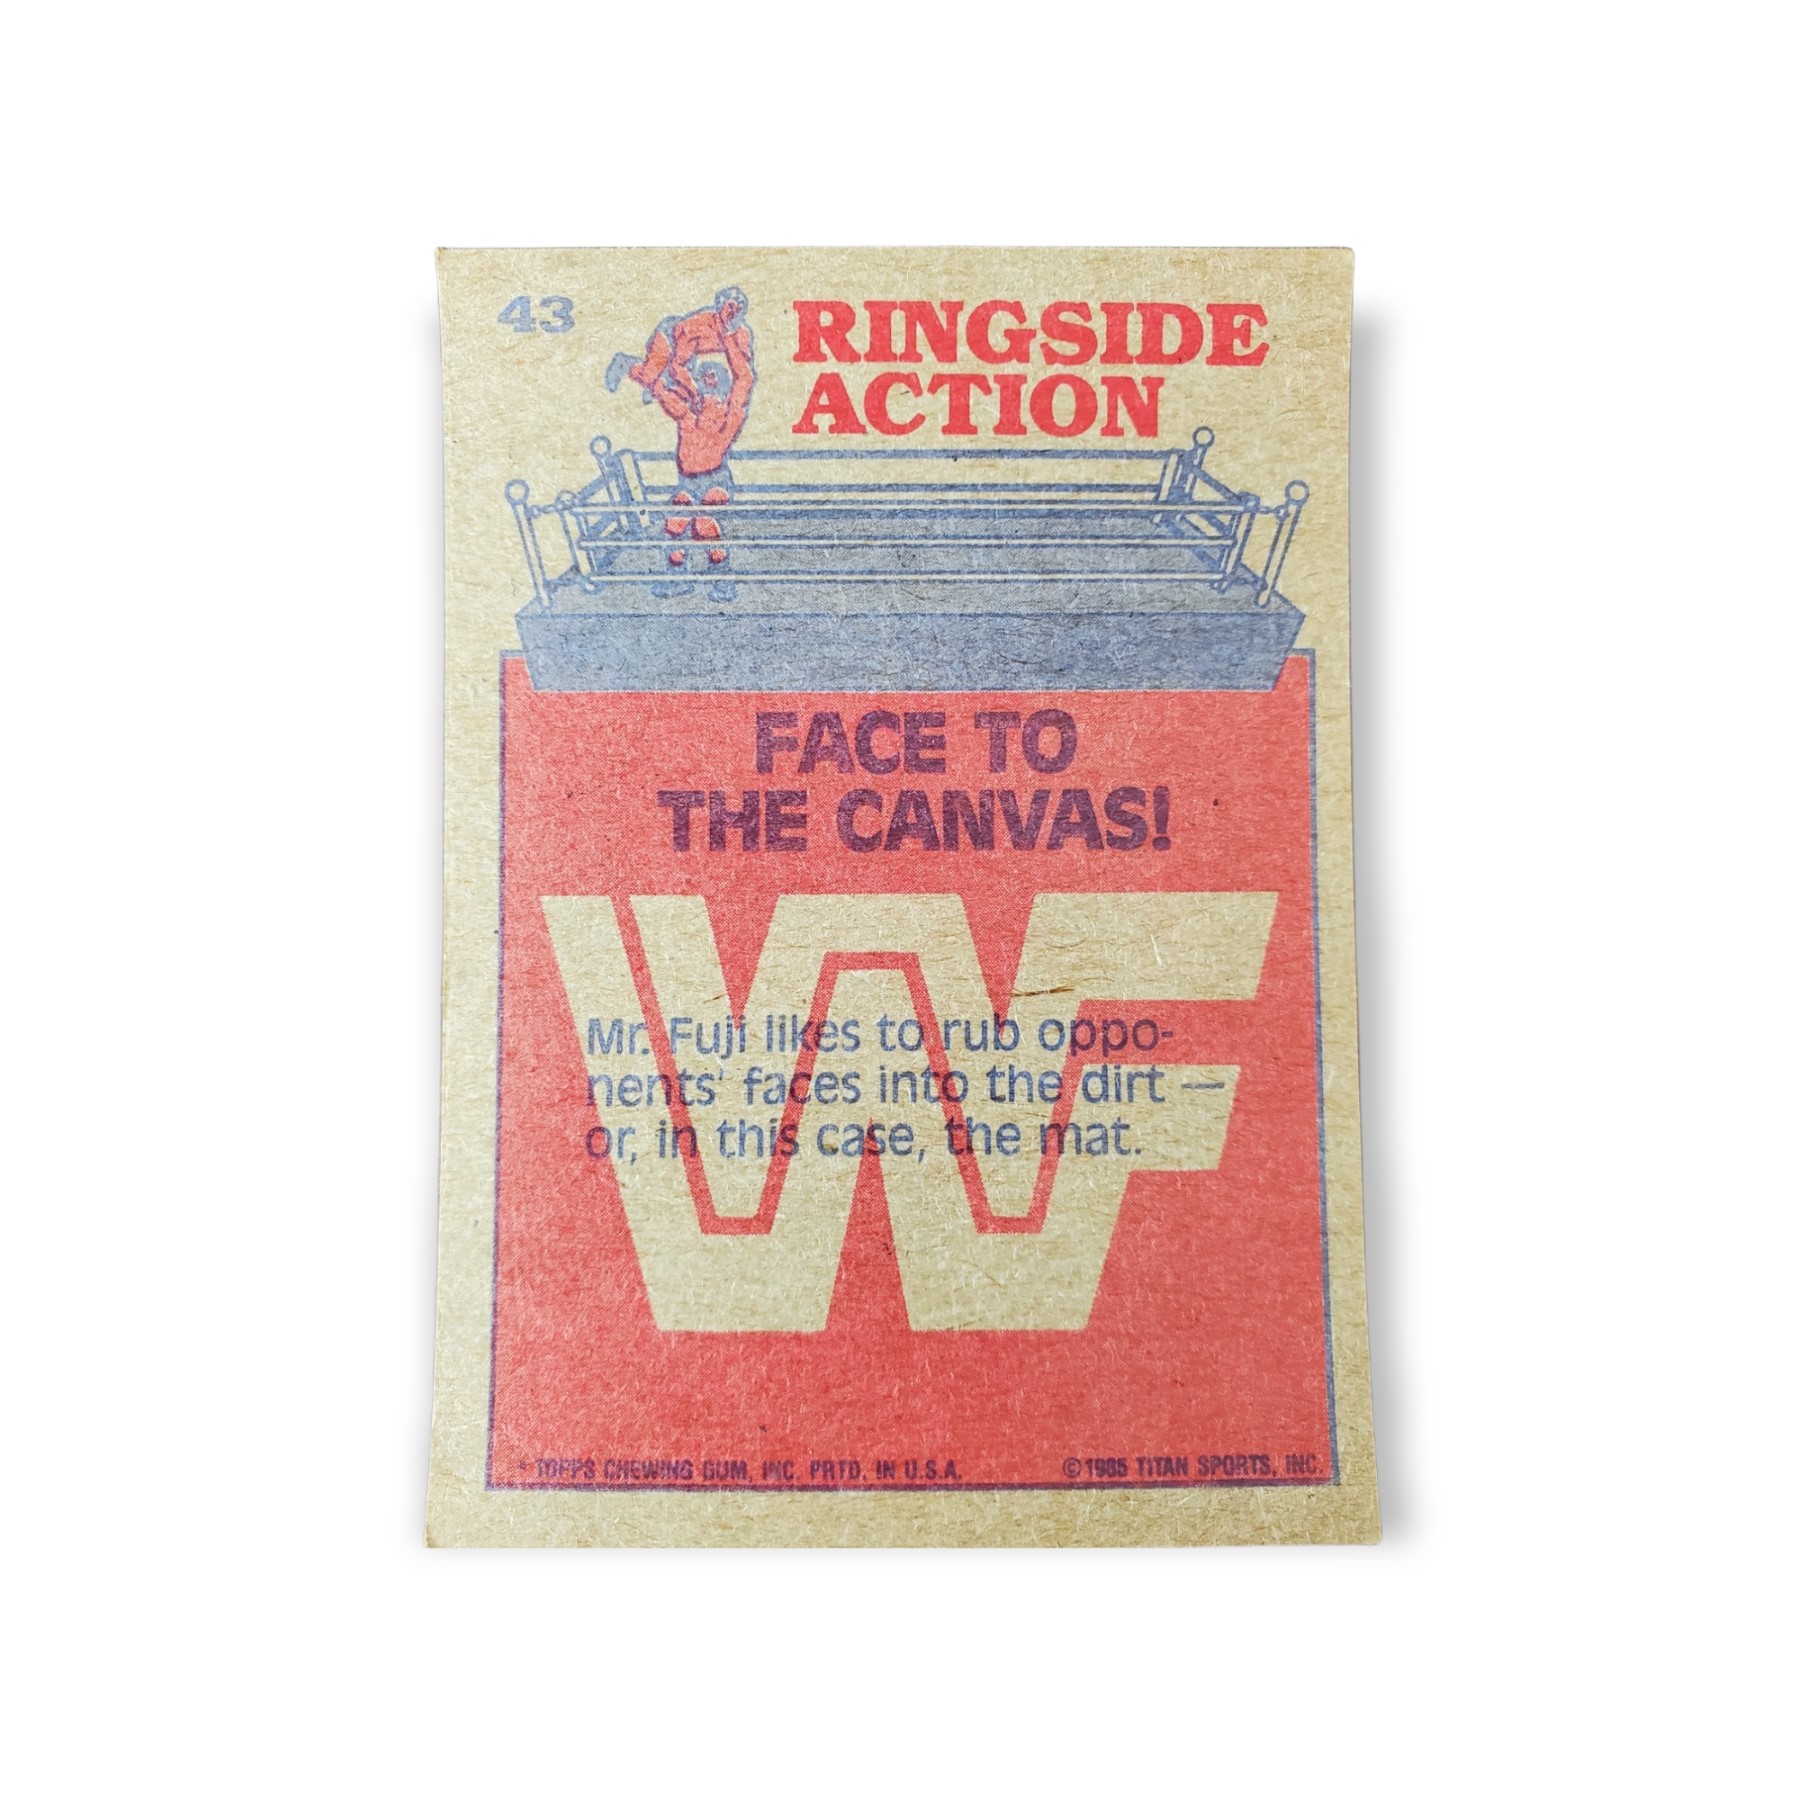 43
RINGSIDE
ACTION
FACE TO
THE CANVAS!
WF
Mr. Fuji likes to rub oppo-
nents' faces into the dirt —
or, in this case, the mat.
* TOPPS CHEWING GUM, INC. PRTD. IN U.S.A.
©1985 TITAN SPORTS, INC.